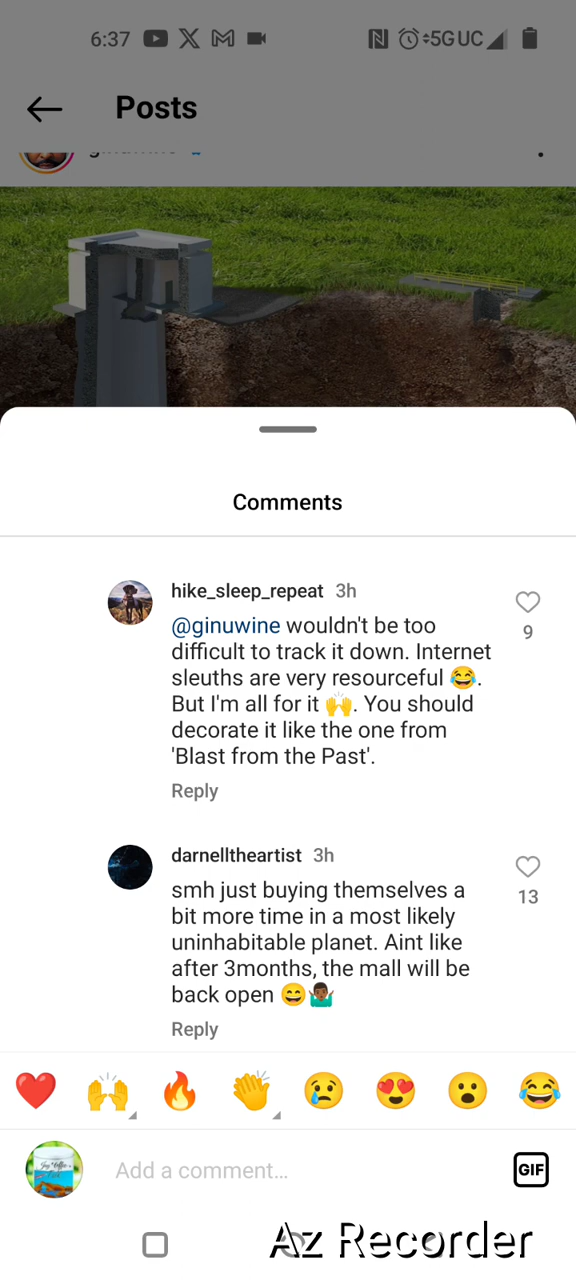 6:37
5G UC
Posts
Comments
hike_sleep_repeat 3h
@ginuwine wouldn't be too
difficult to track it down. Internet
sleuths are very resourceful 😂.
But I'm all for it 🙌. You should
decorate it like the one from
'Blast from the Past'.
9
Reply
darnelltheartist 3h
smh just buying themselves a
bit more time in a most likely
uninhabitable planet. Aint like
after 3months, the mall will be
back open 😄🤷🏾‍♂️
13
Reply
Add a comment...
GIF
Az Recorder